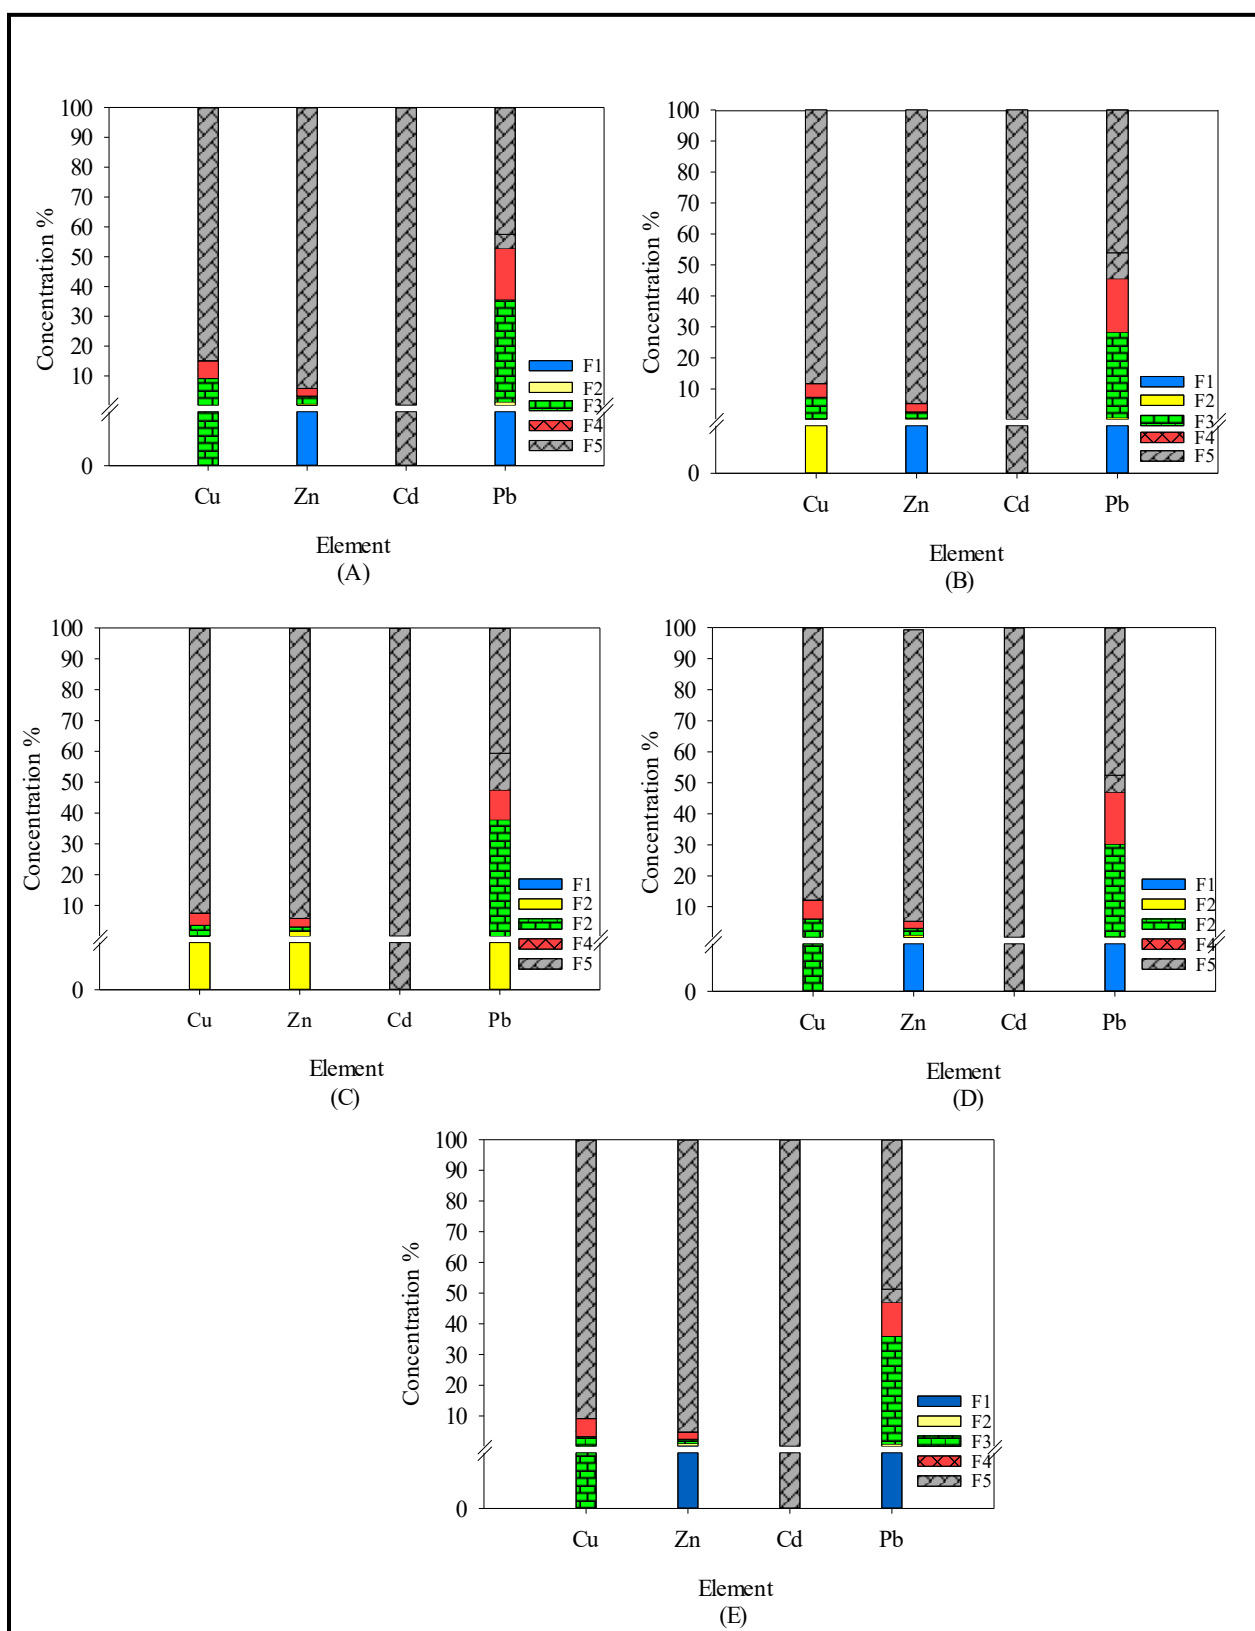 100
90
80
70
60
50
40
30
20
10
0
Concentration %
F1
F2
F3
F4
F5
Cu Zn Cd Pb
Element
(A)
100
90
80
70
60
50
40
30
20
10
0
Concentration %
F1
F2
F3
F4
F5
Cu Zn Cd Pb
Element
(B)
100
90
80
70
60
50
40
30
20
10
0
Concentration %
F1
F2
F2
F4
F5
Cu Zn Cd Pb
Element
(C)
100
90
80
70
60
50
40
30
20
10
0
Concentration %
F1
F2
F2
F4
F5
Cu Zn Cd Pb
Element
(D)
100
90
80
70
60
50
40
30
20
10
0
Concentration %
F1
F2
F3
F4
F5
Cu Zn Cd Pb
Element
(E)